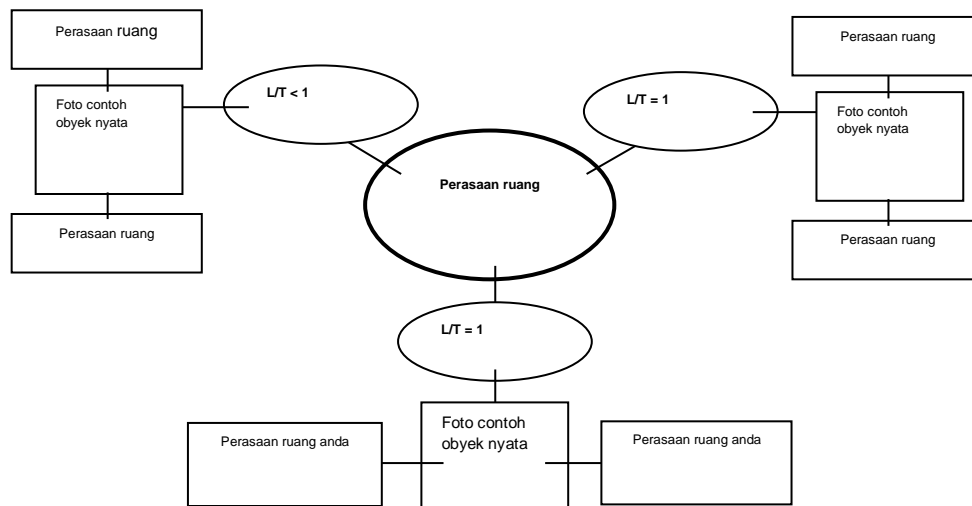 Perasaan ruang
L/T < 1
Foto contoh
obyek nyata
Perasaan ruang
Perasaan ruang
L/T = 1
Perasaan ruang
Foto contoh
obyek nyata
Perasaan ruang
L/T = 1
Foto contoh
obyek nyata
Perasaan ruang anda
Perasaan ruang anda